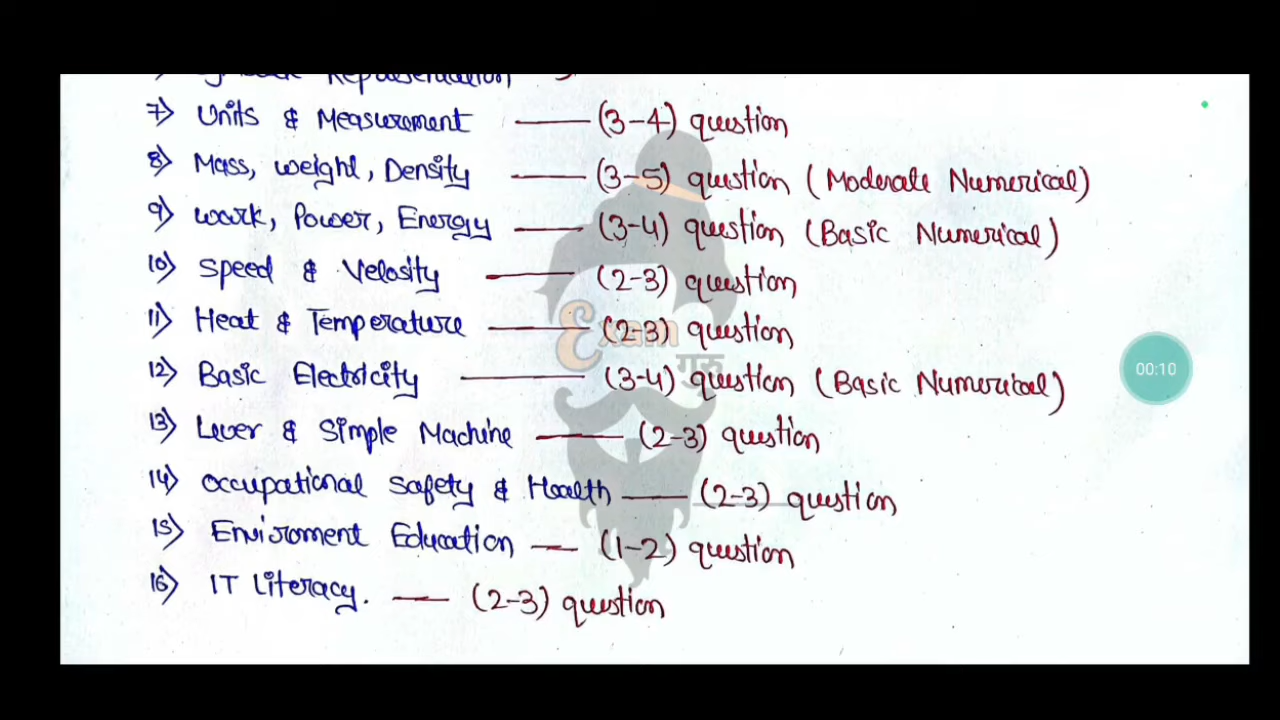 Representation
7) Units & Measurement —— (3-4) question
8) Mass, weight, Density —— (3-5) question (Moderate Numerical)
9) Work, Power, Energy —— (3-4) question (Basic Numerical)
10) Speed & Velosity —— (2-3) question
11) Heat & Temperature —— (2-3) question
12) Basic Electricity —— (3-4) question (Basic Numerical)
13) Lever & Simple Machine —— (2-3) question
14) Occupational Safety & Health —— (2-3) question
15) Enviroment Education — (1-2) question
16) IT Literacy. —— (2-3) question
Exam
गुरु
00:10